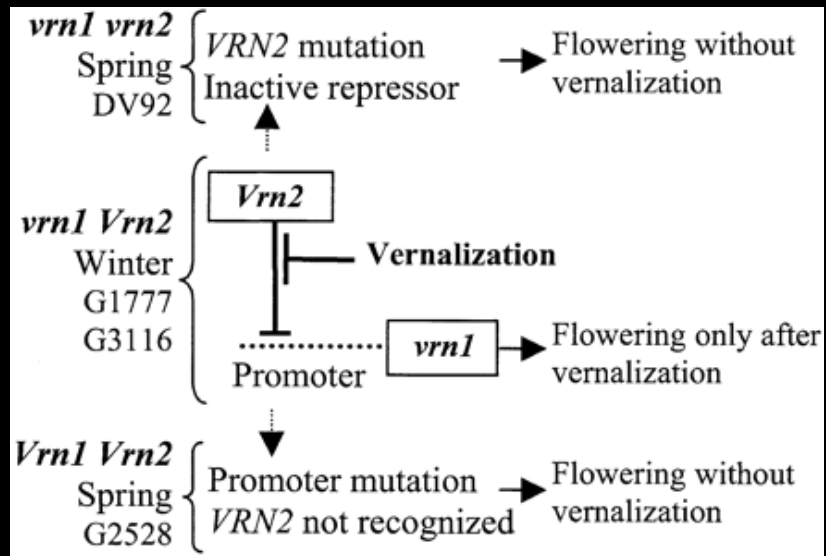 vrn1 vrn2
Spring
DV92
VRN2 mutation
Inactive repressor
Flowering without
vernalization
vrn1 Vrn2
Winter
G1777
G3116
Vrn2
Vernalization
Promoter
vrn1
Flowering only after
vernalization
Vrn1 Vrn2
Spring
G2528
Promoter mutation
VRN2 not recognized
Flowering without
vernalization